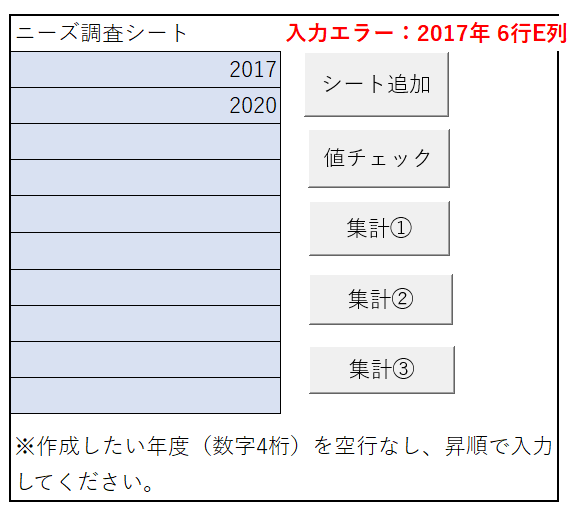 ニーズ調査シート
入力エラー：2017年 6行E列
2017
2020
シート追加
値チェック
集計①
集計②
集計③
※作成したい年度（数字4桁）を空行なし、昇順で入力
してください。